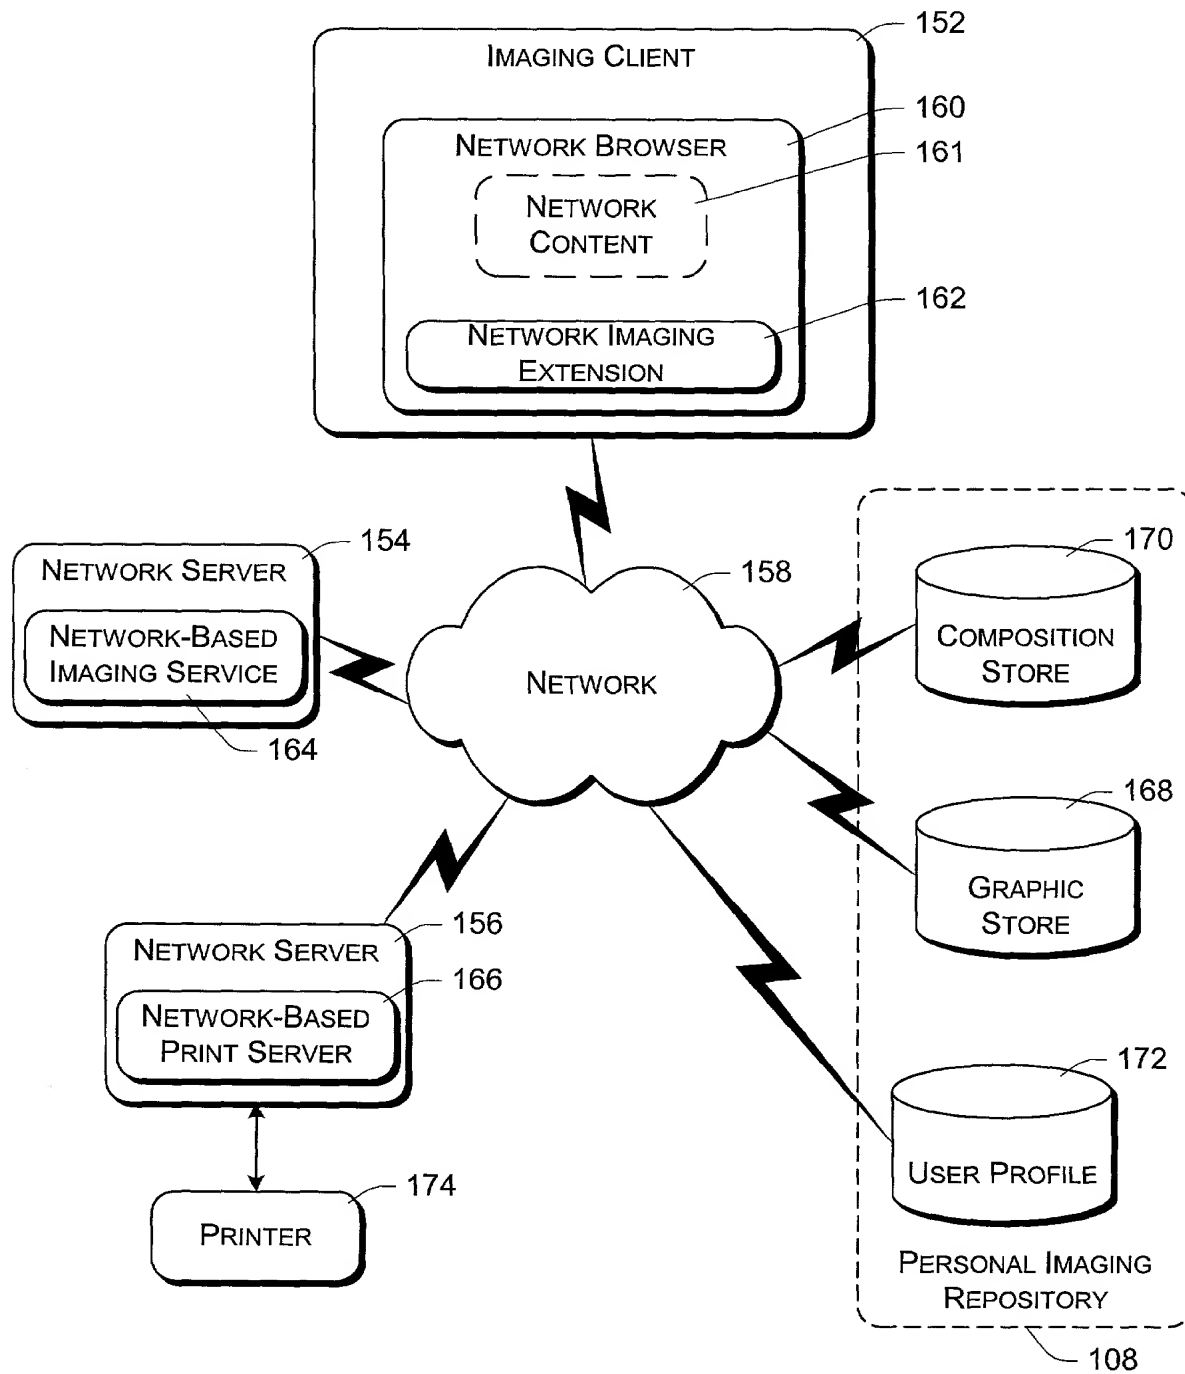 152
IMAGING CLIENT
160
NETWORK BROWSER
161
NETWORK
CONTENT
162
NETWORK IMAGING
EXTENSION
154
NETWORK SERVER
NETWORK-BASED
IMAGING SERVICE
164
158
NETWORK
170
COMPOSITION
STORE
168
GRAPHIC
STORE
156
NETWORK SERVER
166
NETWORK-BASED
PRINT SERVER
174
PRINTER
172
USER PROFILE
PERSONAL IMAGING
REPOSITORY
108